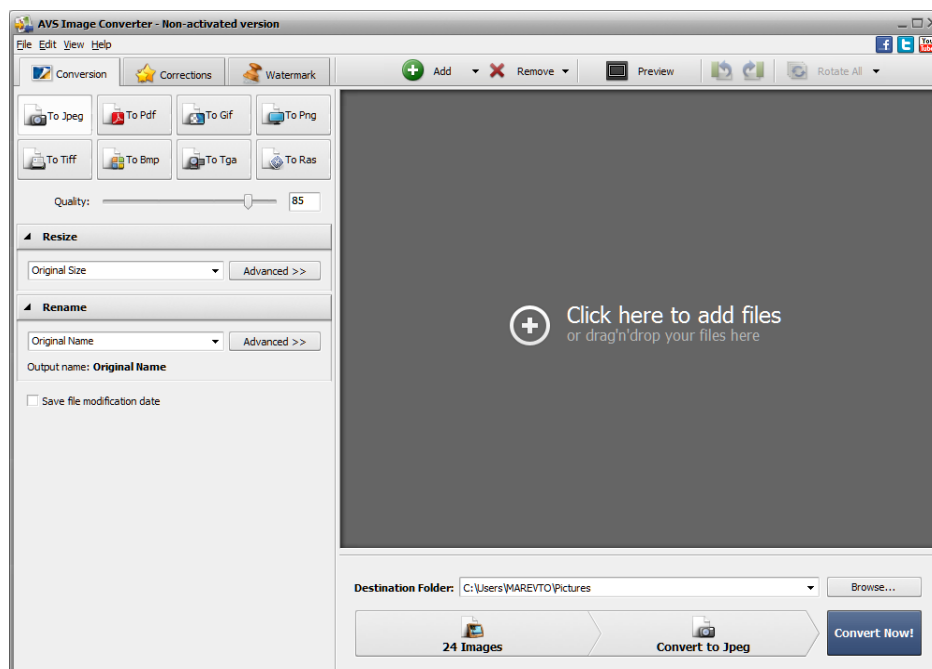 AVS Image Converter - Non-activated version
File Edit View Help
Conversion Corrections Watermark Add Remove Preview Rotate All
To Jpeg To Pdf To Gif To Png
To Tiff To Bmp To Tga To Ras
Quality: 85
Resize
Original Size Advanced >>
Rename
Original Name Advanced >>
Output name: Original Name
Save file modification date
Click here to add files
or drag'n'drop your files here
Destination Folder: C:\Users\MAREVTO\Pictures Browse...
24 Images Convert to Jpeg Convert Now!